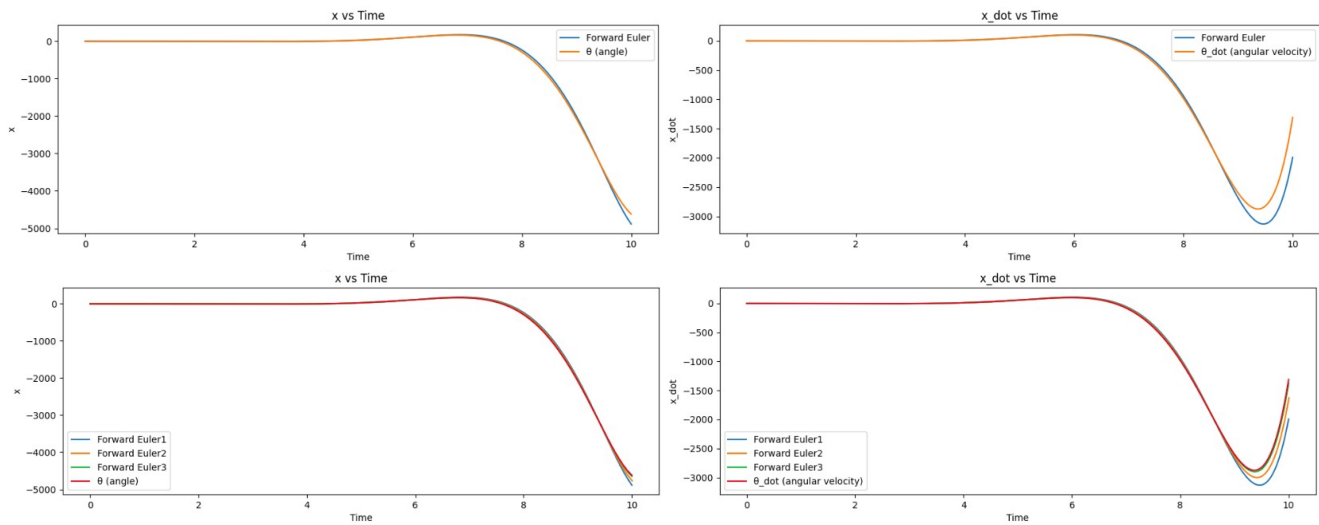 x vs Time
Forward Euler
θ (angle)
x
0
−1000
−2000
−3000
−4000
−5000
0 2 4 6 8 10
Time
x_dot vs Time
Forward Euler
θ_dot (angular velocity)
x_dot
0
−500
−1000
−1500
−2000
−2500
−3000
0 2 4 6 8 10
Time
x vs Time
x
0
−1000
−2000
−3000
−4000
−5000
Forward Euler1
Forward Euler2
Forward Euler3
θ (angle)
0 2 4 6 8 10
Time
x_dot vs Time
x_dot
0
−500
−1000
−1500
−2000
−2500
−3000
Forward Euler1
Forward Euler2
Forward Euler3
θ_dot (angular velocity)
0 2 4 6 8 10
Time